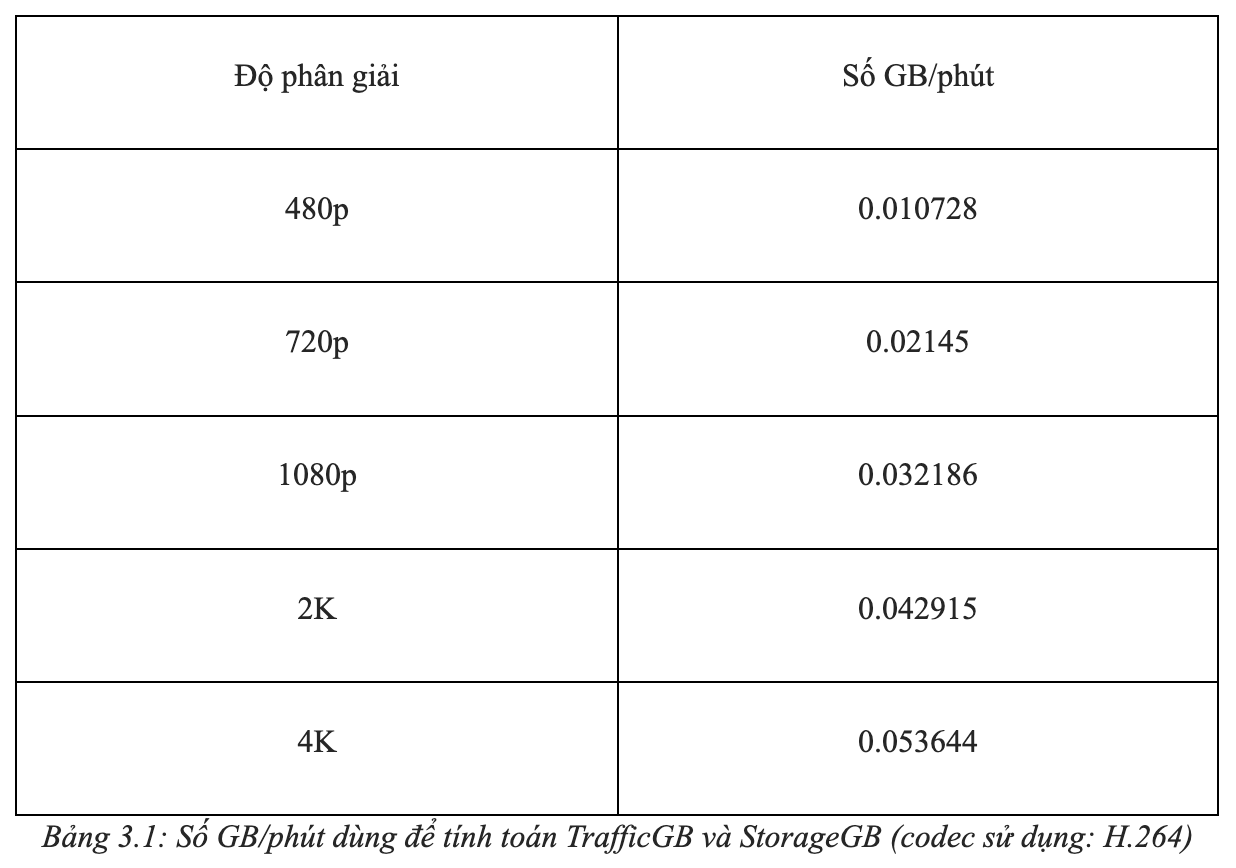 Độ phân giải Số GB/phút
480p 0.010728
720p 0.02145
1080p 0.032186
2K 0.042915
4K 0.053644
Bảng 3.1: Số GB/phút dùng để tính toán TrafficGB và StorageGB (codec sử dụng: H.264)